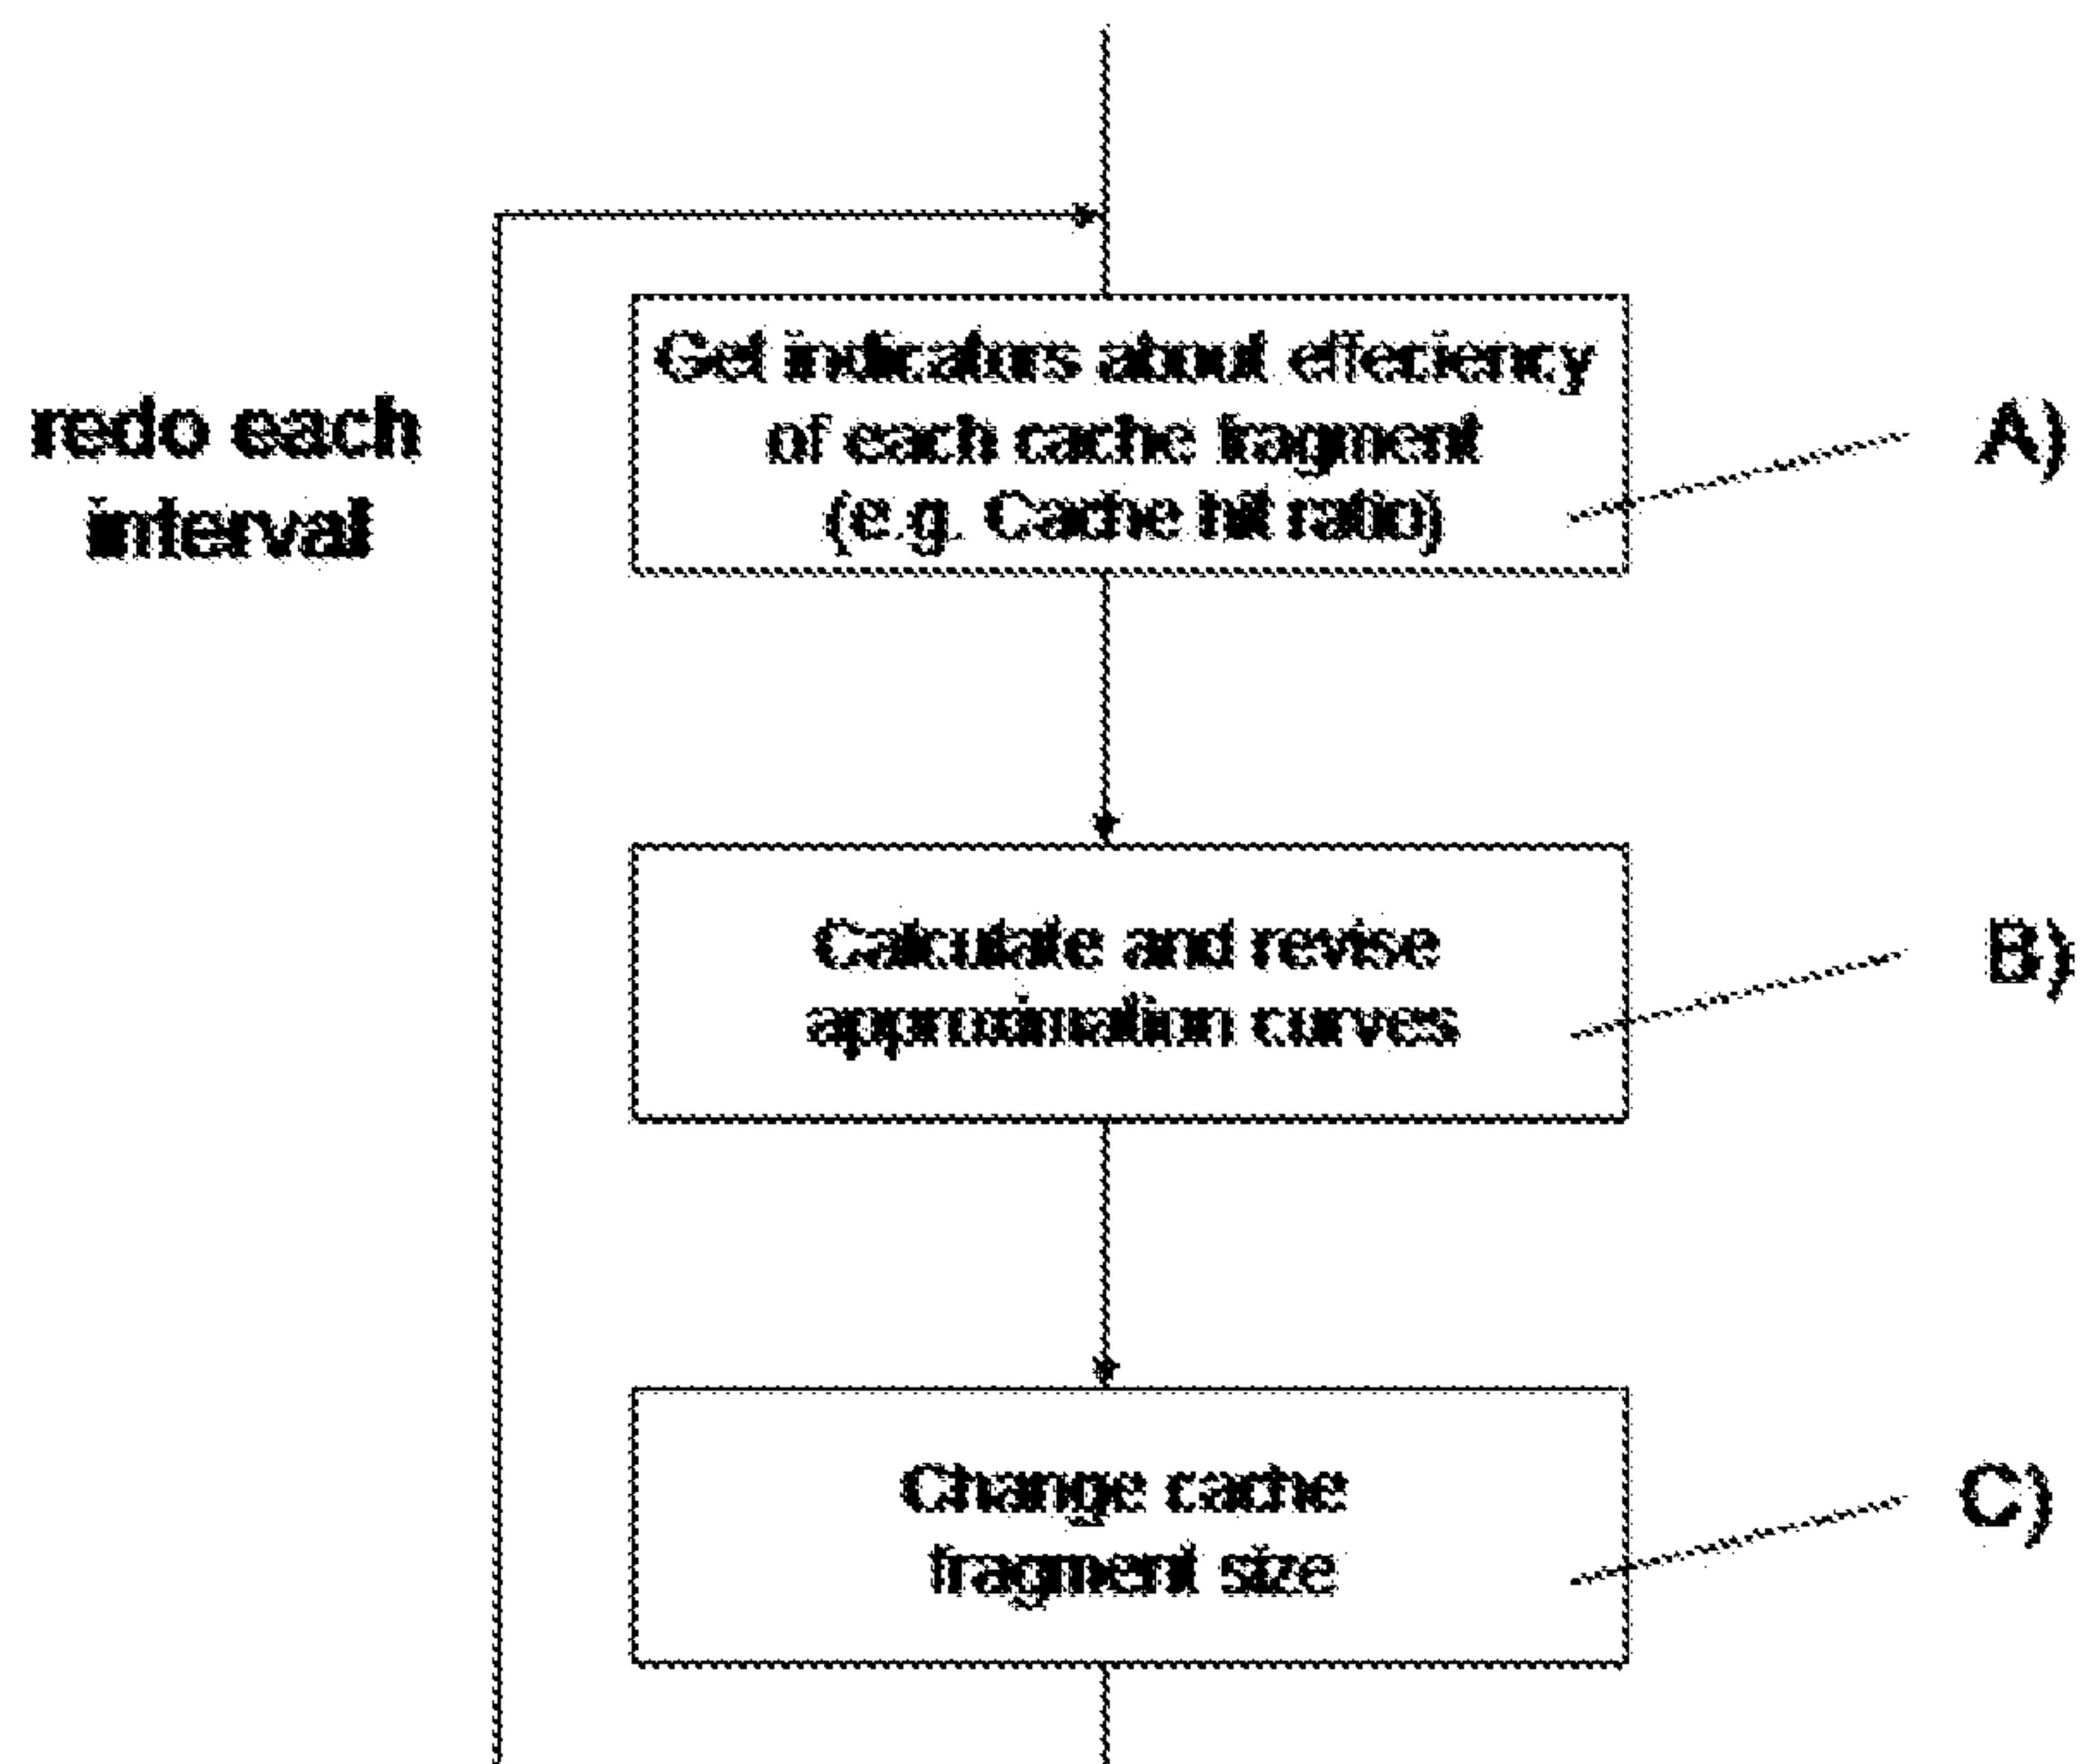 redo each
interval
Get indicators about effeciency
of each cache fragment
(e.g. Cache hit ratio)
A)
Calculate and revise
approximation curves
B)
Change cache
fragment size
C)